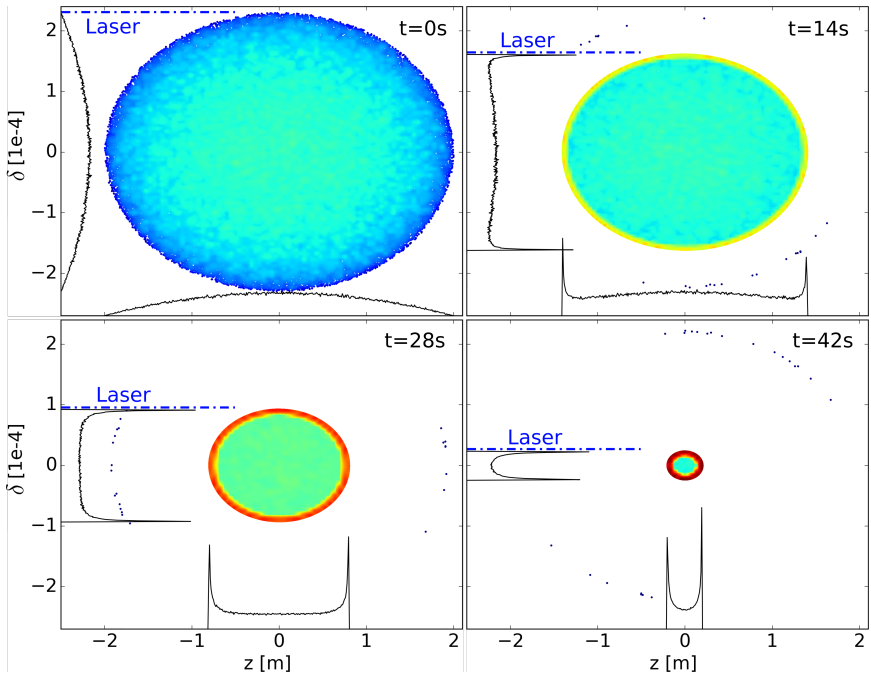 t=0s
Laser
2
1
0
−1
−2
δ [1e-4]
t=14s
Laser
t=28s
Laser
2
1
0
−1
−2
δ [1e-4]
−2 −1 0 1 2
z [m]
t=42s
Laser
−2 −1 0 1 2
z [m]